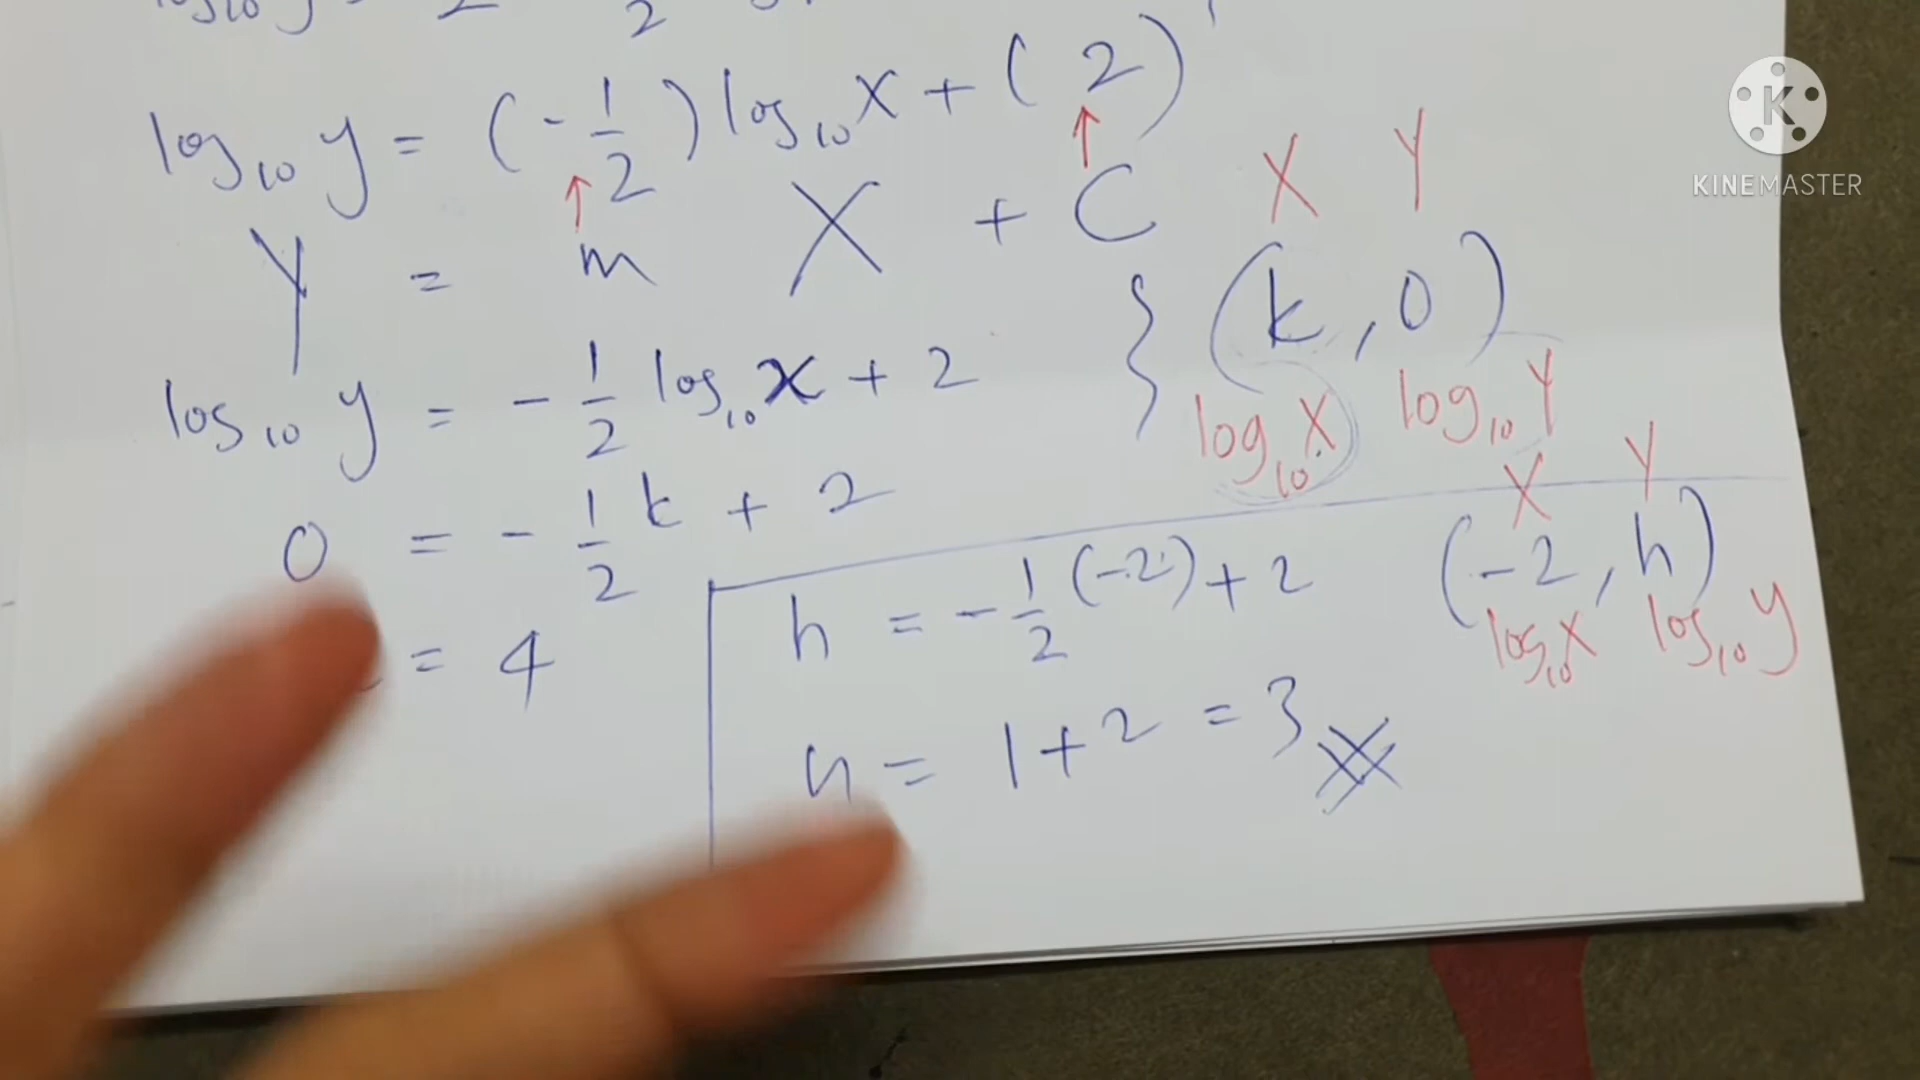 log₁₀ y = (-1/2) log₁₀ x + (2)
Y = m X + C
X Y
(k, 0)
log₁₀ X log₁₀ Y
log₁₀ y = - 1/2 log₁₀ x + 2
0 = - 1/2 k + 2
= 4
X Y
(-2, h)
log₁₀ X log₁₀ y
h = - 1/2 (-2) + 2
h = 1 + 2 = 3
K
KINEMASTER